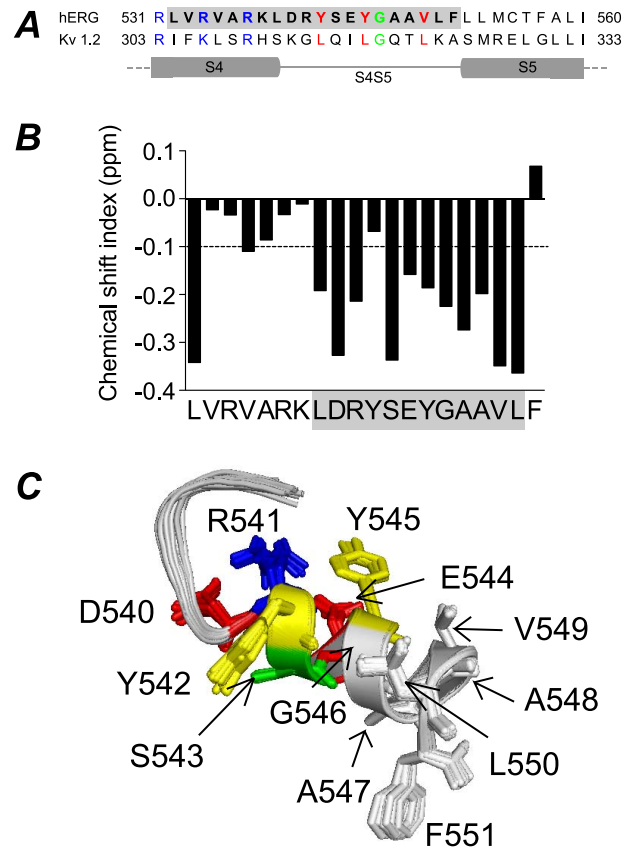 A
hERG 531 R L V R V A R K L D R Y S E Y G A A V L F L L M C T F A L I 560
Kv 1.2 303 R I F K L S R H S K G L Q I L G Q T L K A S M R E L G L L I 333
S4 S4S5 S5
B
Chemical shift index (ppm)
0.1
0.0
-0.1
-0.2
-0.3
-0.4
LVRVARKLDRYSEYGAAVLF
C
R541 Y545
E544
D540
V549
Y542
A548
G546
S543
L550
A547
F551